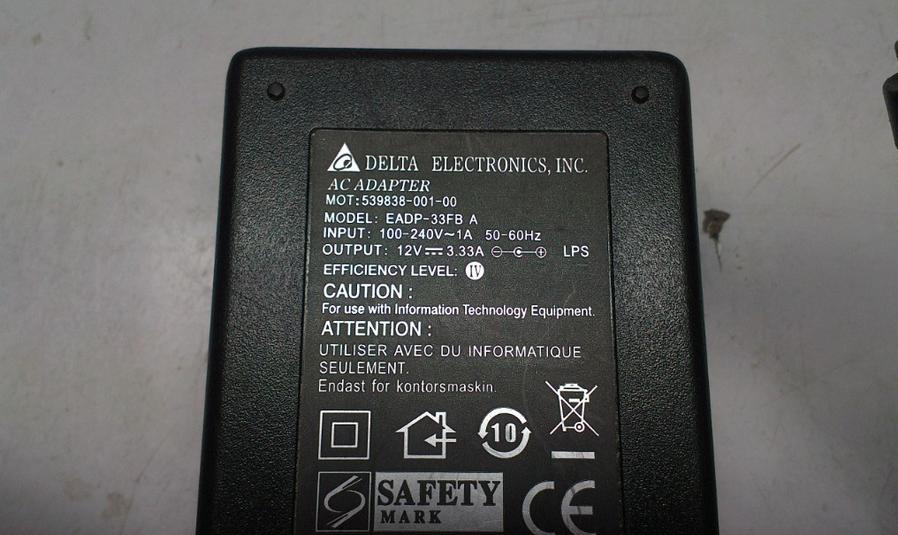 DELTA ELECTRONICS, INC.
AC ADAPTER
MOT:539838-001-00
MODEL: EADP-33FB A
INPUT: 100-240V~1A 50-60Hz
OUTPUT: 12V⎓3.33A LPS
EFFICIENCY LEVEL: IV
CAUTION :
For use with Information Technology Equipment.
ATTENTION :
UTILISER AVEC DU INFORMATIQUE
SEULEMENT.
Endast for kontorsmaskin.
10
SAFETY
MARK
CE